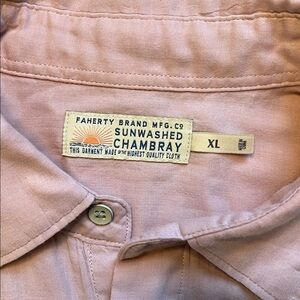 FAHERTY BRAND MFG. CO
SUNWASHED
CHAMBRAY
THIS GARMENT MADE OF THE HIGHEST QUALITY CLOTH
XL